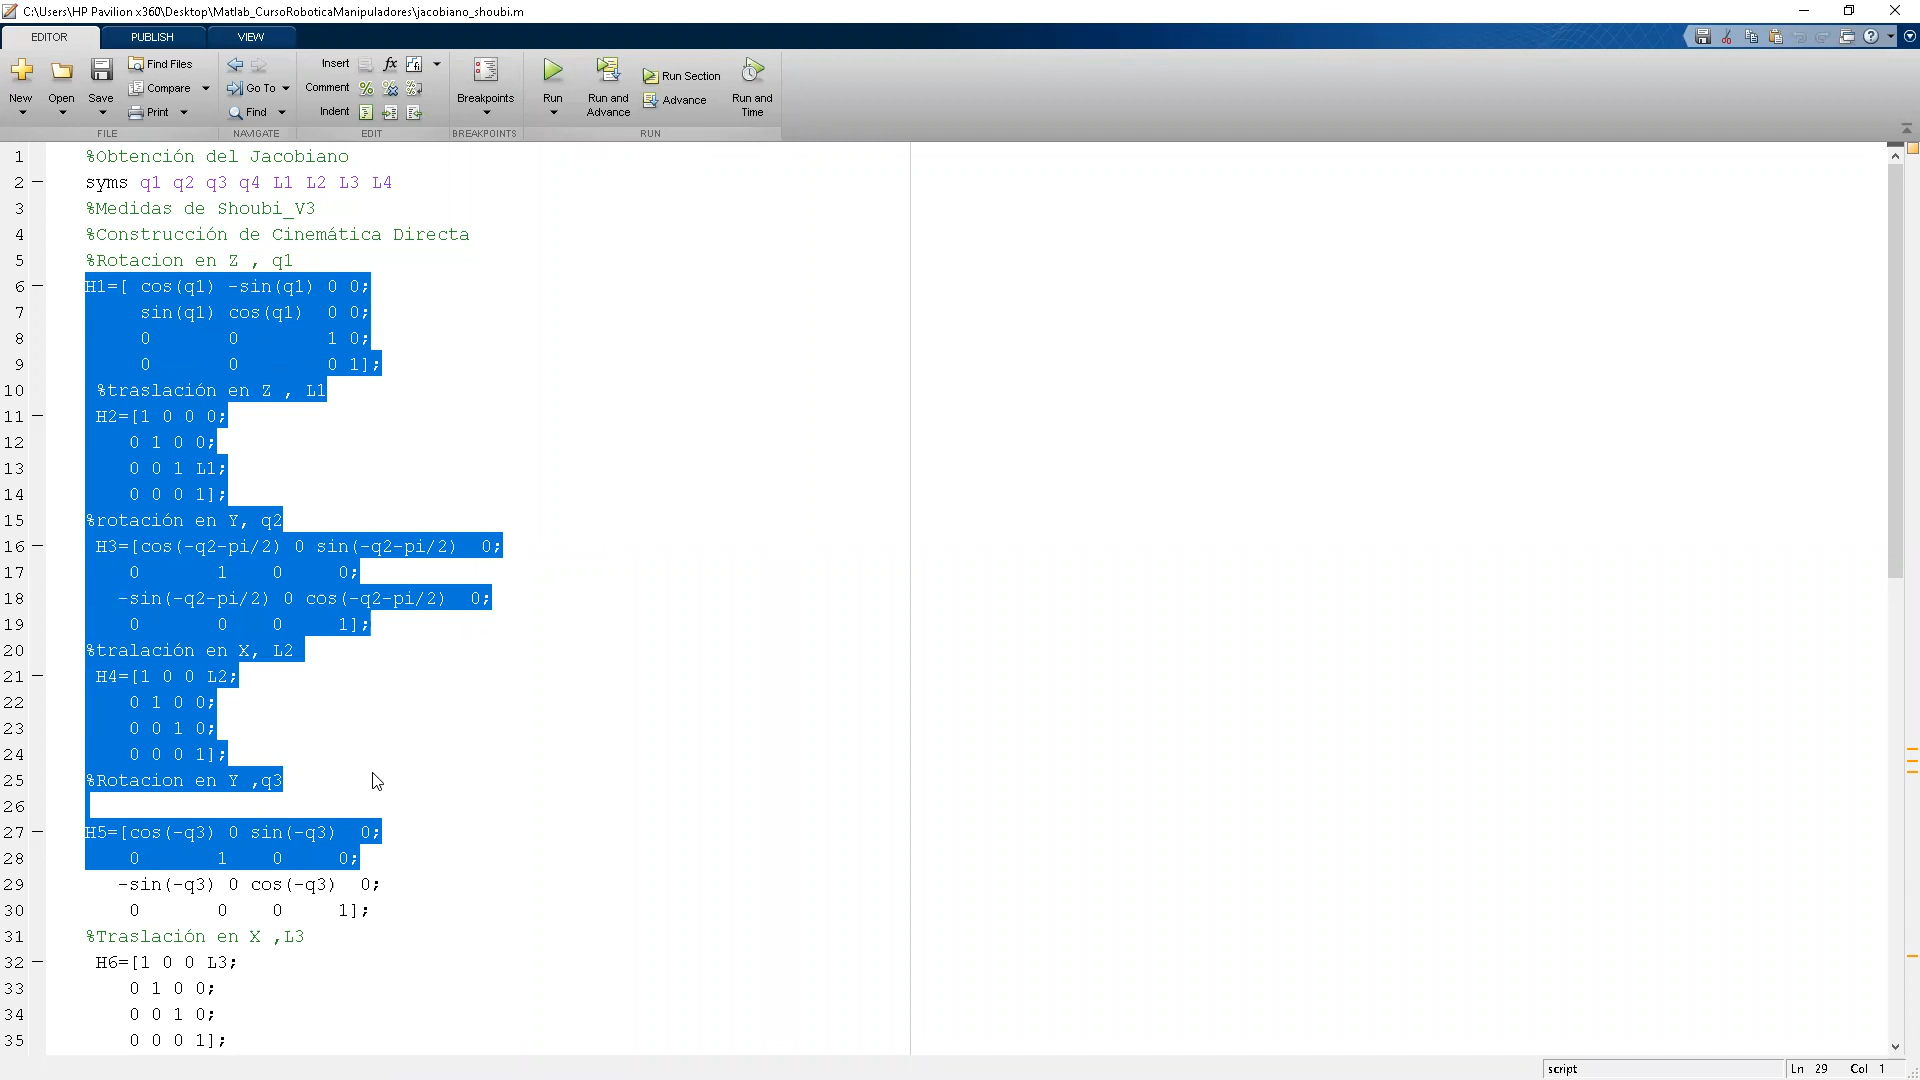 C:\Users\HP Pavilion x360\Desktop\Matlab_CursoRoboticaManipuladores\jacobiano_shoubi.m
EDITOR PUBLISH VIEW
New
Open
Save
Find Files
Compare
Print
FILE
Go To
Find
NAVIGATE
Insert fx
Comment
Indent
EDIT
Breakpoints
BREAKPOINTS
Run
Run and Advance
Run Section
Advance
Run and Time
RUN
1 %Obtención del Jacobiano
2 – syms q1 q2 q3 q4 L1 L2 L3 L4
3 %Medidas de Shoubi_V3
4 %Construcción de Cinemática Directa
5 %Rotacion en Z , q1
6 – H1=[ cos(q1) -sin(q1) 0 0;
7 sin(q1) cos(q1) 0 0;
8 0 0 1 0;
9 0 0 0 1];
10 %traslación en Z , L1
11 – H2=[1 0 0 0;
12 0 1 0 0;
13 0 0 1 L1;
14 0 0 0 1];
15 %rotación en Y, q2
16 – H3=[cos(-q2-pi/2) 0 sin(-q2-pi/2) 0;
17 0 1 0 0;
18 -sin(-q2-pi/2) 0 cos(-q2-pi/2) 0;
19 0 0 0 1];
20 %tralación en X, L2
21 – H4=[1 0 0 L2;
22 0 1 0 0;
23 0 0 1 0;
24 0 0 0 1];
25 %Rotacion en Y ,q3
26
27 – H5=[cos(-q3) 0 sin(-q3) 0;
28 0 1 0 0;
29 -sin(-q3) 0 cos(-q3) 0;
30 0 0 0 1];
31 %Traslación en X ,L3
32 – H6=[1 0 0 L3;
33 0 1 0 0;
34 0 0 1 0;
35 0 0 0 1];
script Ln 29 Col 1